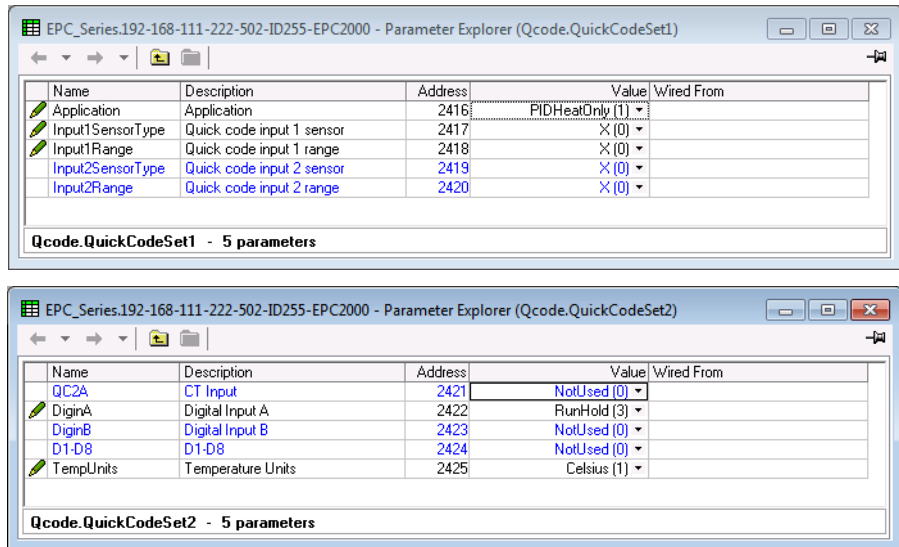 EPC_Series.192-168-111-222-502-ID255-EPC2000 - Parameter Explorer (Qcode.QuickCodeSet1)
Name Description Address Value Wired From
Application Application 2416 PIDHeatOnly (1)
Input1SensorType Quick code input 1 sensor 2417 X (0)
Input1Range Quick code input 1 range 2418 X (0)
Input2SensorType Quick code input 2 sensor 2419 X (0)
Input2Range Quick code input 2 range 2420 X (0)
Qcode.QuickCodeSet1 - 5 parameters
EPC_Series.192-168-111-222-502-ID255-EPC2000 - Parameter Explorer (Qcode.QuickCodeSet2)
Name Description Address Value Wired From
QC2A CT Input 2421 NotUsed (0)
DiginA Digital Input A 2422 RunHold (3)
DiginB Digital Input B 2423 NotUsed (0)
D1-D8 D1-D8 2424 NotUsed (0)
TempUnits Temperature Units 2425 Celsius (1)
Qcode.QuickCodeSet2 - 5 parameters